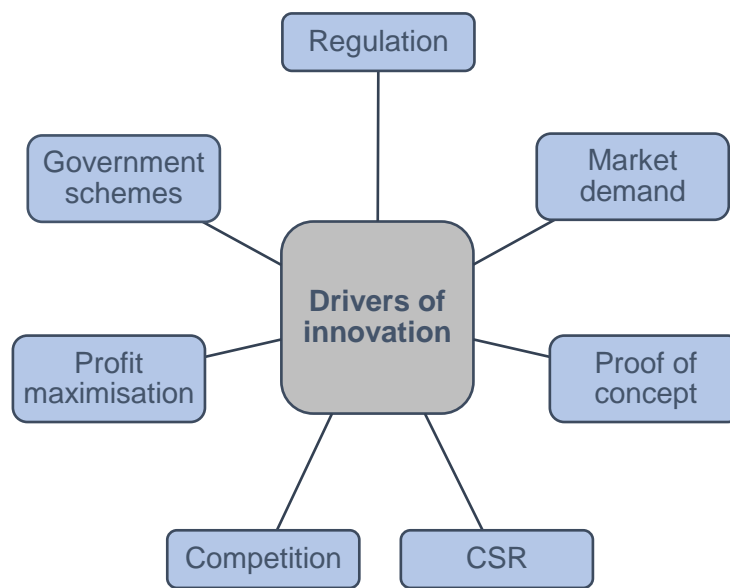 Regulation
Government
schemes
Market
demand
Drivers of
innovation
Profit
maximisation
Proof of
concept
Competition
CSR